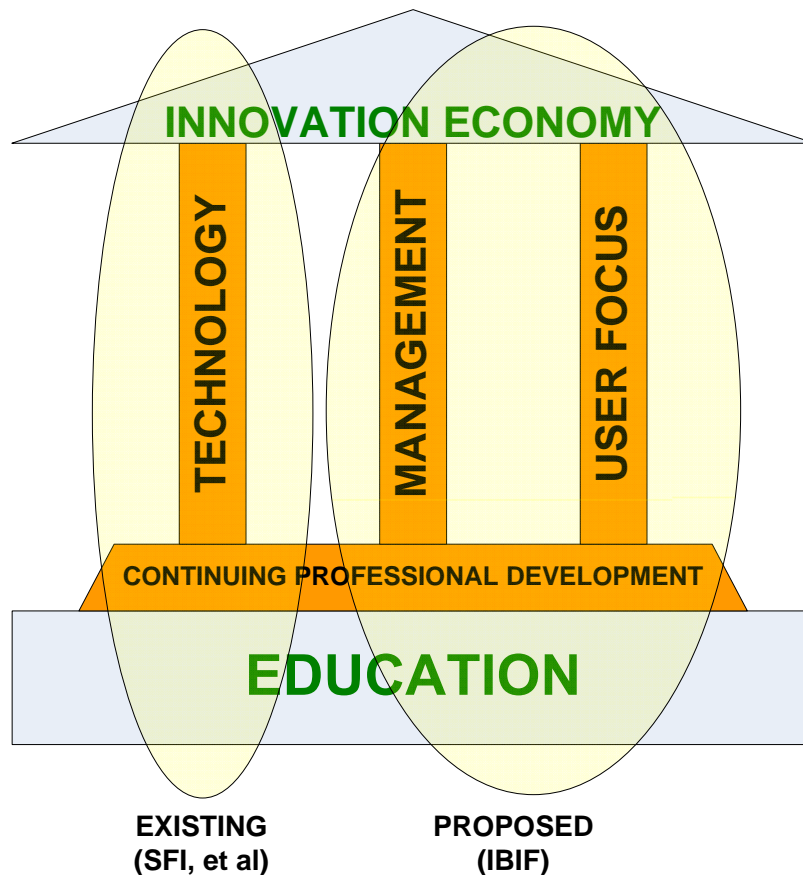 INNOVATION ECONOMY
TECHNOLOGY
MANAGEMENT
USER FOCUS
CONTINUING PROFESSIONAL DEVELOPMENT
EDUCATION
EXISTING
(SFI, et al)
PROPOSED
(IBIF)